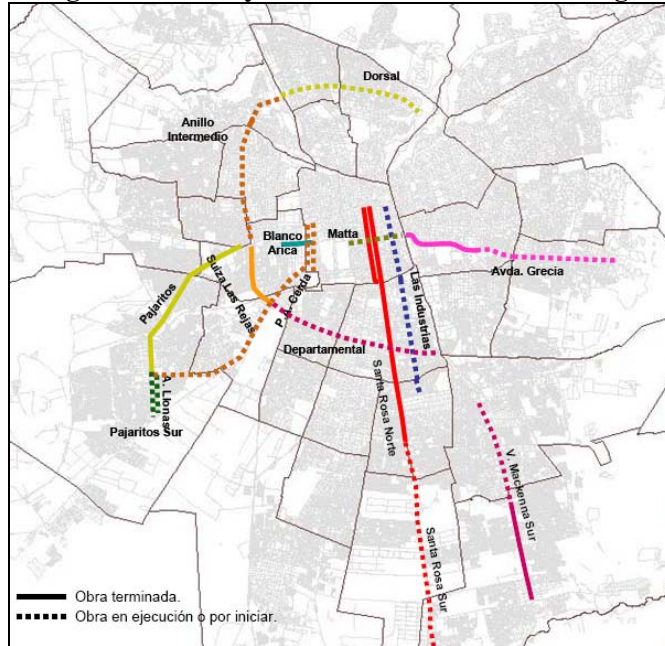 Dorsal
Anillo
Intermedio
Blanco
Arica
Matta
Avda. Grecia
Suiza Las Rejas
P. A. Cerda
Las Industrias
Pajaritos
Departamental
A. Llonas
Pajaritos Sur
Santa Rosa Norte
V. Mackenna Sur
Santa Rosa Sur
Obra terminada.
Obra en ejecución o por iniciar.